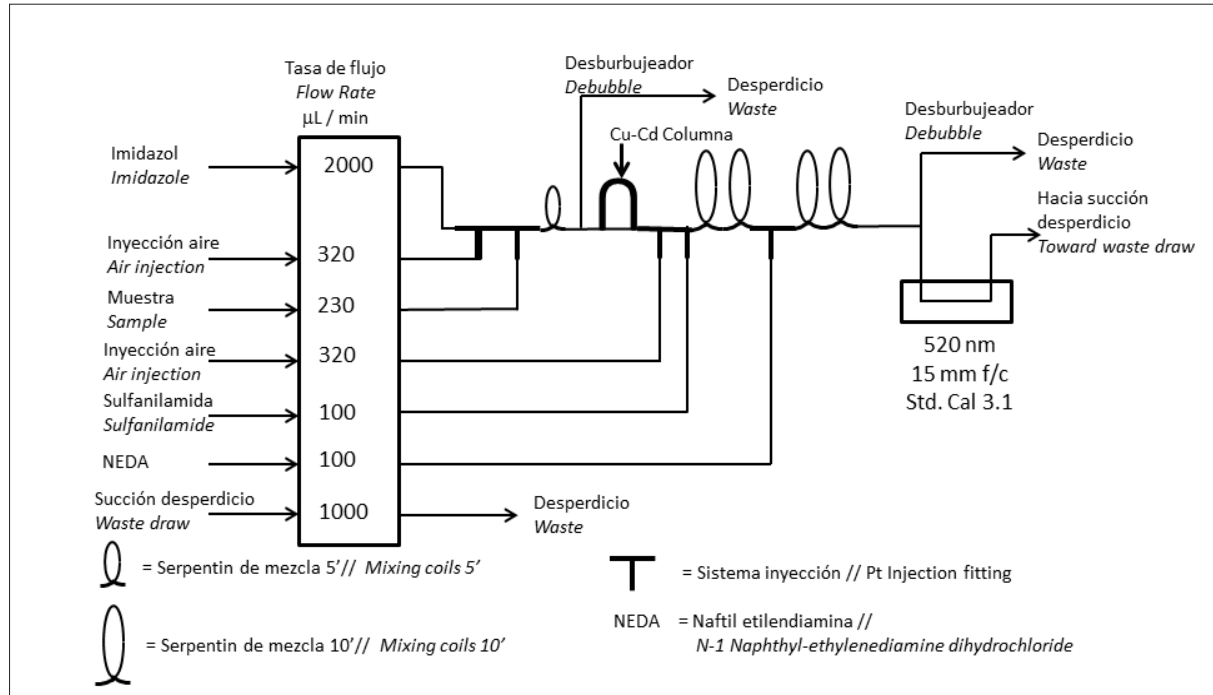 Tasa de flujo
Flow Rate
µL / min
Desburbujeador
Debubble
Desperdicio
Waste
Cu-Cd Columna
Desburbujeador
Debubble
Desperdicio
Waste
Hacia succión
desperdicio
Toward waste draw
Imidazol
Imidazole
2000
Inyección aire
Air injection
320
Muestra
Sample
230
Inyección aire
Air injection
320
Sulfanilamida
Sulfanilamide
100
NEDA
100
Succión desperdicio
Waste draw
1000
Desperdicio
Waste
520 nm
15 mm f/c
Std. Cal 3.1
= Serpentin de mezcla 5’// Mixing coils 5’
= Serpentin de mezcla 10’// Mixing coils 10’
= Sistema inyección // Pt Injection fitting
NEDA = Naftil etilendiamina //
N-1 Naphthyl-ethylenediamine dihydrochloride